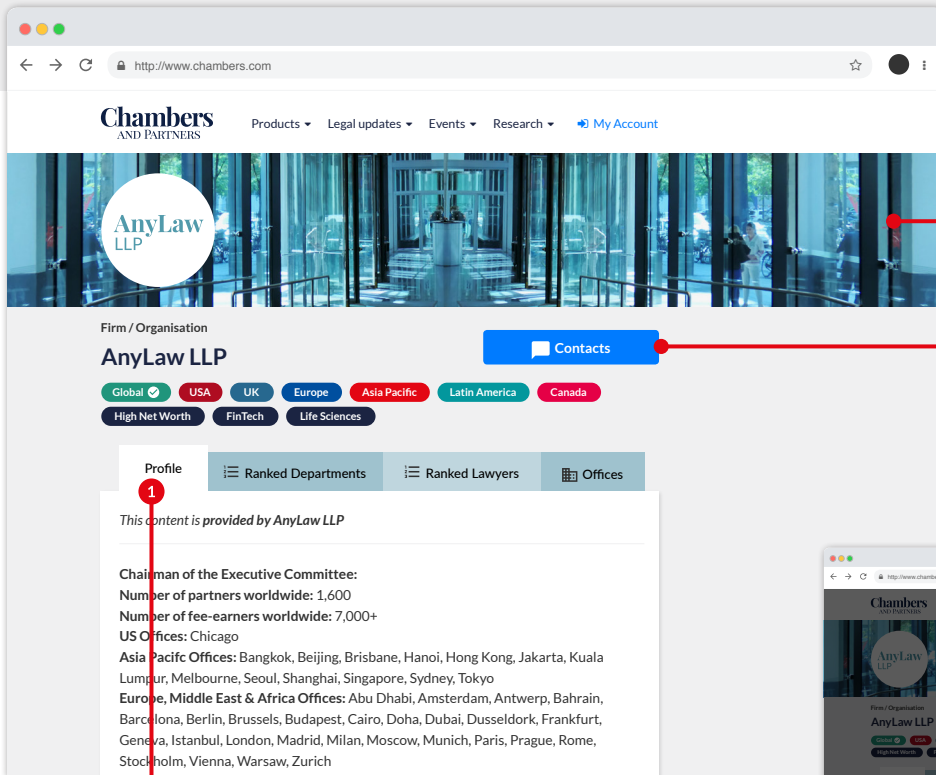 http://www.chambers.com
Chambers
AND PARTNERS
Products Legal updates Events Research My Account
AnyLaw
LLP
Firm / Organisation
AnyLaw LLP
Contacts
Global USA UK Europe Asia Pacific Latin America Canada
High Net Worth FinTech Life Sciences
Profile Ranked Departments Ranked Lawyers Offices
1
This content is provided by AnyLaw LLP
Chairman of the Executive Committee:
Number of partners worldwide: 1,600
Number of fee-earners worldwide: 7,000+
US Offices: Chicago
Asia Pacifc Offices: Bangkok, Beijing, Brisbane, Hanoi, Hong Kong, Jakarta, Kuala
Lumpur, Melbourne, Seoul, Shanghai, Singapore, Sydney, Tokyo
Europe, Middle East & Africa Offices: Abu Dhabi, Amsterdam, Antwerp, Bahrain,
Barcelona, Berlin, Brussels, Budapest, Cairo, Doha, Dubai, Dusseldork, Frankfurt,
Geneva, Istanbul, London, Madrid, Milan, Moscow, Munich, Paris, Prague, Rome,
Stockholm, Vienna, Warsaw, Zurich
http://www.chambe
Chambers
AND PARTNERS
AnyLaw
LLP
Firm / Organisation
AnyLaw LLP
Global USA
High Net Worth